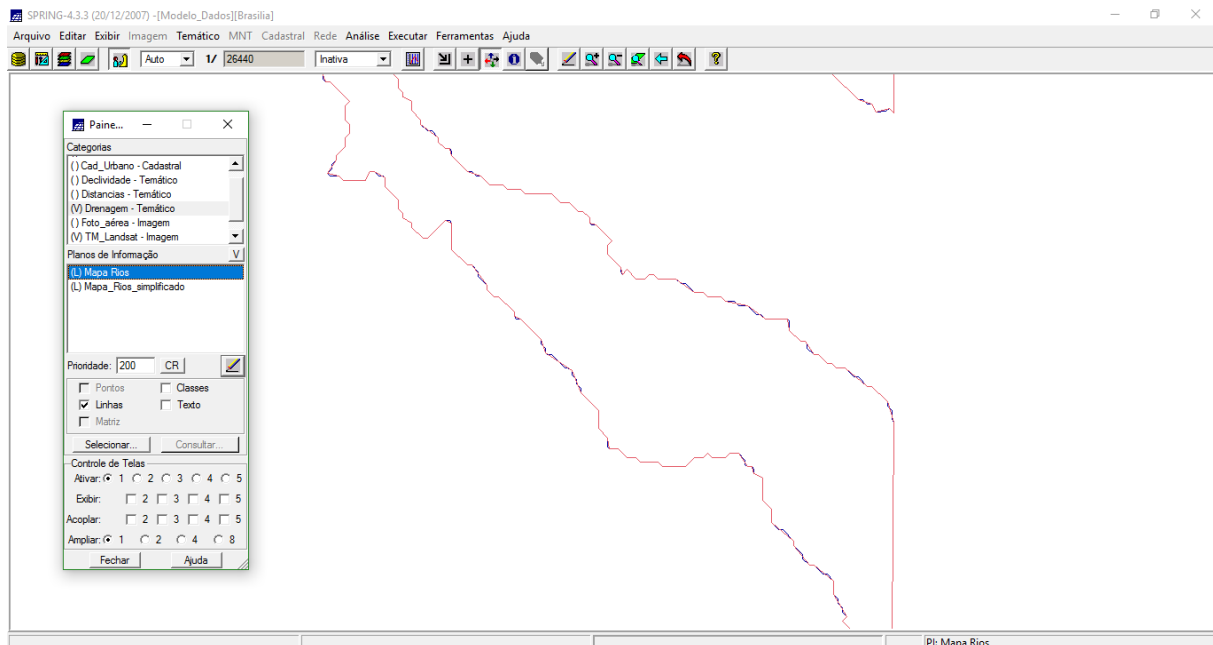 SPRING-4.3.3 (20/12/2007) -[Modelo_Dados][Brasilia]
Arquivo Editar Exibir Imagem Temático MNT Cadastral Rede Análise Executar Ferramentas Ajuda
Auto 1/ 26440 Inativa
Paine...
Categorias
( ) Cad_Urbano - Cadastral
( ) Declividade - Temático
( ) Distancias - Temático
(V) Drenagem - Temático
( ) Foto_aérea - Imagem
(V) TM_Landsat - Imagem
Planos de Informação V
(L) Mapa Rios
(L) Mapa_Rios_simplificado
Prioridade: 200 CR
Pontos Classes
Linhas Texto
Matriz
Selecionar... Consultar...
Controle de Telas
Ativar: 1 2 3 4 5
Exibir: 2 3 4 5
Acoplar: 2 3 4 5
Ampliar: 1 2 4 8
Fechar Ajuda
PI: Mapa Rios